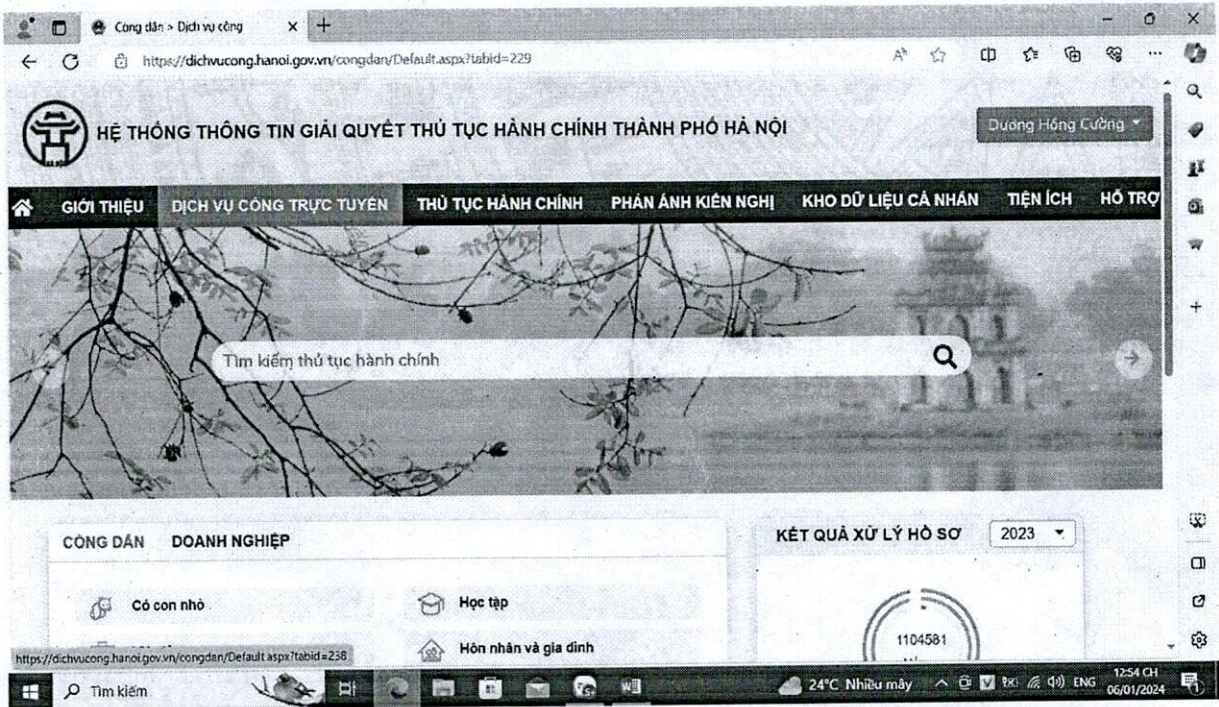 Công dân > Dịch vụ công
https://dichvucong.hanoi.gov.vn/congdan/Default.aspx?tabid=229
HỆ THỐNG THÔNG TIN GIẢI QUYẾT THỦ TỤC HÀNH CHÍNH THÀNH PHỐ HÀ NỘI
Dương Hồng Cường
GIỚI THIỆU DỊCH VỤ CÔNG TRỰC TUYẾN THỦ TỤC HÀNH CHÍNH PHẢN ÁNH KIẾN NGHỊ KHO DỮ LIỆU CÁ NHÂN TIỆN ÍCH HỖ TRỢ
Tìm kiếm thủ tục hành chính
CÔNG DÂN DOANH NGHIỆP
KẾT QUẢ XỬ LÝ HỒ SƠ 2023
Có con nhỏ
Học tập
1104581
Hôn nhân và gia đình
https://dichvucong.hanoi.gov.vn/congdan/Default.aspx?tabid=238
Tìm kiếm
24°C Nhiều mây
ENG
12:54 CH
06/01/2024